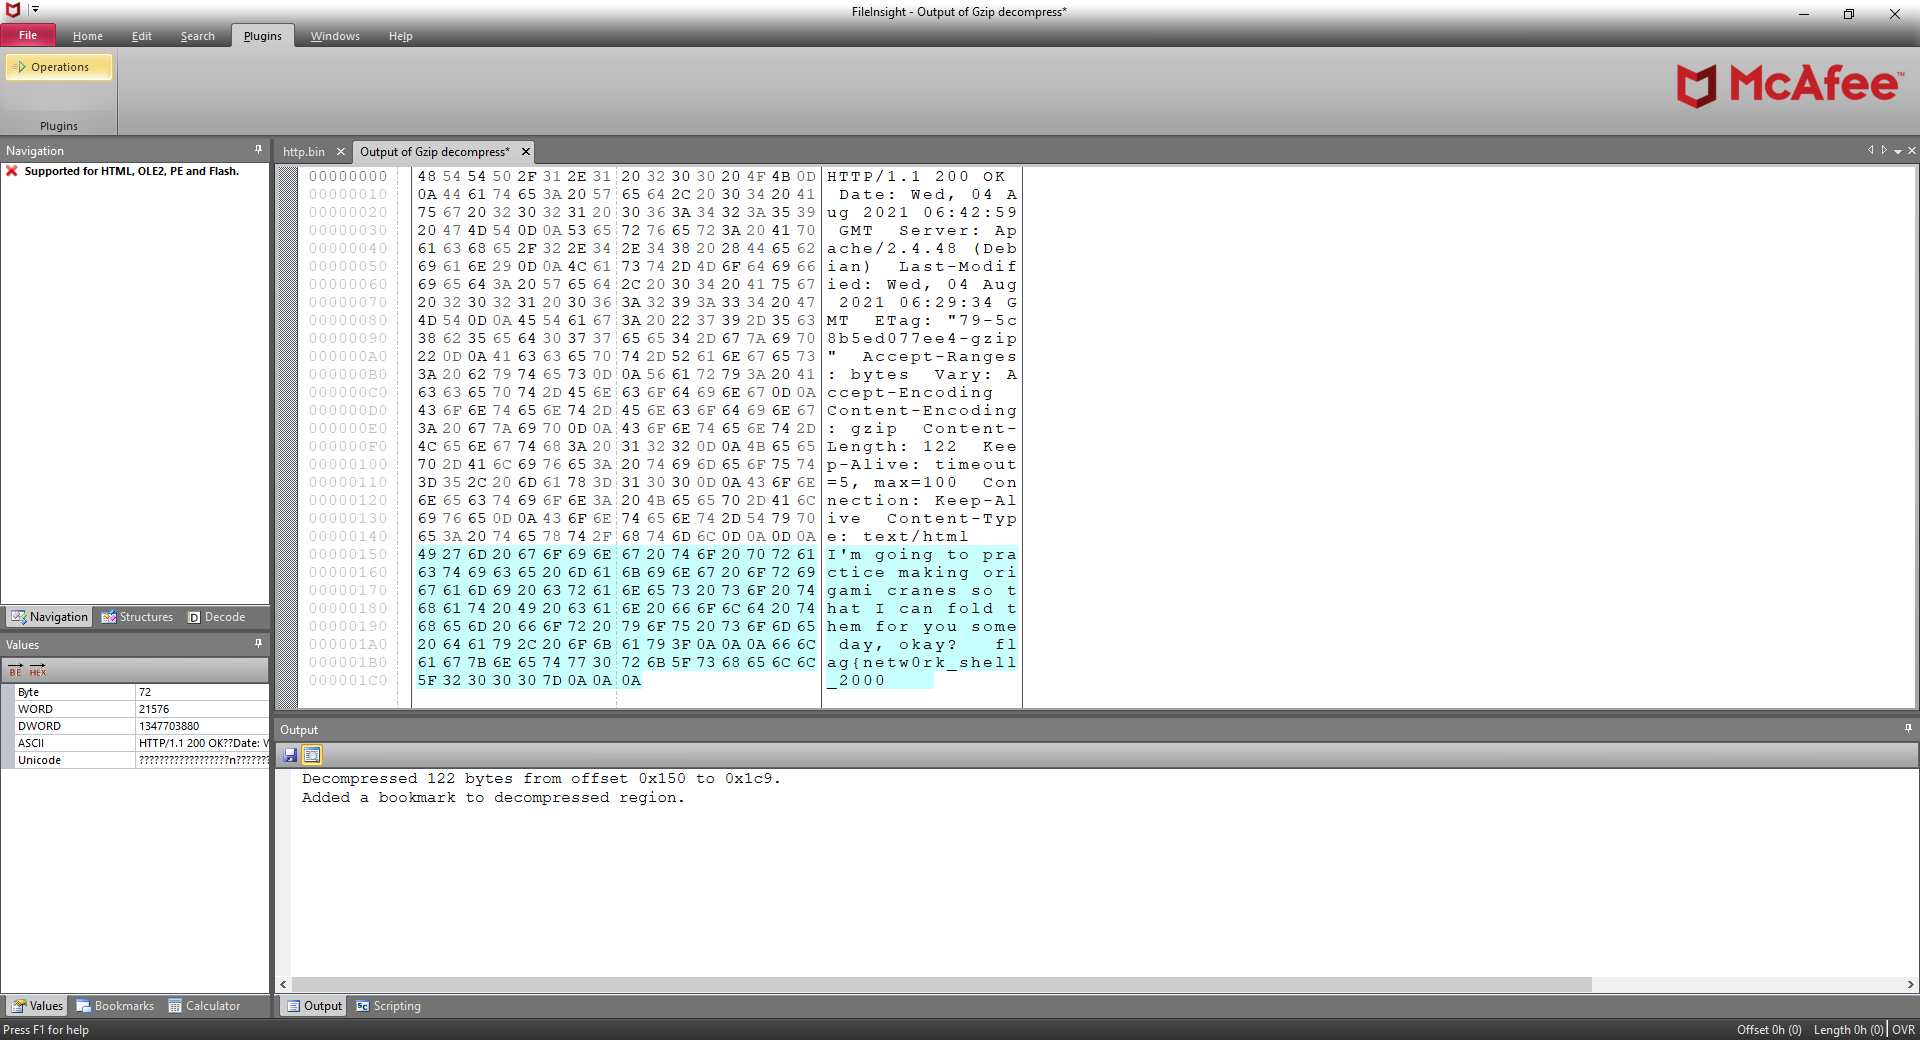 FileInsight - Output of Gzip decompress*
File Home Edit Search Plugins Windows Help
Operations
Plugins
McAfee™
Navigation
Supported for HTML, OLE2, PE and Flash.
Navigation Structures Decode
Values
BE HEX
Byte 72
WORD 21576
DWORD 1347703880
ASCII HTTP/1.1 200 OK??Date: V
Unicode ??????????????????n???????
Values Bookmarks Calculator
http.bin Output of Gzip decompress*
00000000 48 54 54 50 2F 31 2E 31 20 32 30 30 20 4F 4B 0D HTTP/1.1 200 OK
00000010 0A 44 61 74 65 3A 20 57 65 64 2C 20 30 34 20 41 Date: Wed, 04 A
00000020 75 67 20 32 30 32 31 20 30 36 3A 34 32 3A 35 39 ug 2021 06:42:59
00000030 20 47 4D 54 0D 0A 53 65 72 76 65 72 3A 20 41 70 GMT Server: Ap
00000040 61 63 68 65 2F 32 2E 34 2E 34 38 20 28 44 65 62 ache/2.4.48 (Deb
00000050 69 61 6E 29 0D 0A 4C 61 73 74 2D 4D 6F 64 69 66 ian) Last-Modif
00000060 69 65 64 3A 20 57 65 64 2C 20 30 34 20 41 75 67 ied: Wed, 04 Aug
00000070 20 32 30 32 31 20 30 36 3A 32 39 3A 33 34 20 47 2021 06:29:34 G
00000080 4D 54 0D 0A 45 54 61 67 3A 20 22 37 39 2D 35 63 MT ETag: "79-5c
00000090 38 62 35 65 64 30 37 37 65 65 34 2D 67 7A 69 70 8b5ed077ee4-gzip
000000A0 22 0D 0A 41 63 63 65 70 74 2D 52 61 6E 67 65 73 " Accept-Ranges
000000B0 3A 20 62 79 74 65 73 0D 0A 56 61 72 79 3A 20 41 : bytes Vary: A
000000C0 63 63 65 70 74 2D 45 6E 63 6F 64 69 6E 67 0D 0A ccept-Encoding
000000D0 43 6F 6E 74 65 6E 74 2D 45 6E 63 6F 64 69 6E 67 Content-Encoding
000000E0 3A 20 67 7A 69 70 0D 0A 43 6F 6E 74 65 6E 74 2D : gzip Content-
000000F0 4C 65 6E 67 74 68 3A 20 31 32 32 0D 0A 4B 65 65 Length: 122 Kee
00000100 70 2D 41 6C 69 76 65 3A 20 74 69 6D 65 6F 75 74 p-Alive: timeout
00000110 3D 35 2C 20 6D 61 78 3D 31 30 30 0D 0A 43 6F 6E =5, max=100 Con
00000120 6E 65 63 74 69 6F 6E 3A 20 4B 65 65 70 2D 41 6C nection: Keep-Al
00000130 69 76 65 0D 0A 43 6F 6E 74 65 6E 74 2D 54 79 70 ive Content-Typ
00000140 65 3A 20 74 65 78 74 2F 68 74 6D 6C 0D 0A 0D 0A e: text/html
00000150 49 27 6D 20 67 6F 69 6E 67 20 74 6F 20 70 72 61 I'm going to pra
00000160 63 74 69 63 65 20 6D 61 6B 69 6E 67 20 6F 72 69 ctice making ori
00000170 67 61 6D 69 20 63 72 61 6E 65 73 20 73 6F 20 74 gami cranes so t
00000180 68 61 74 20 49 20 63 61 6E 20 66 6F 6C 64 20 74 hat I can fold t
00000190 68 65 6D 20 66 6F 72 20 79 6F 75 20 73 6F 6D 65 hem for you some
000001A0 20 64 61 79 2C 20 6F 6B 61 79 3F 0A 0A 0A 66 6C day, okay? fl
000001B0 61 67 7B 6E 65 74 77 30 72 6B 5F 73 68 65 6C 6C ag{netw0rk_shell
000001C0 5F 32 30 30 30 7D 0A 0A 0A _2000
Output
Decompressed 122 bytes from offset 0x150 to 0x1c9.
Added a bookmark to decompressed region.
Output Scripting
Press F1 for help Offset 0h (0) Length 0h (0) OVR